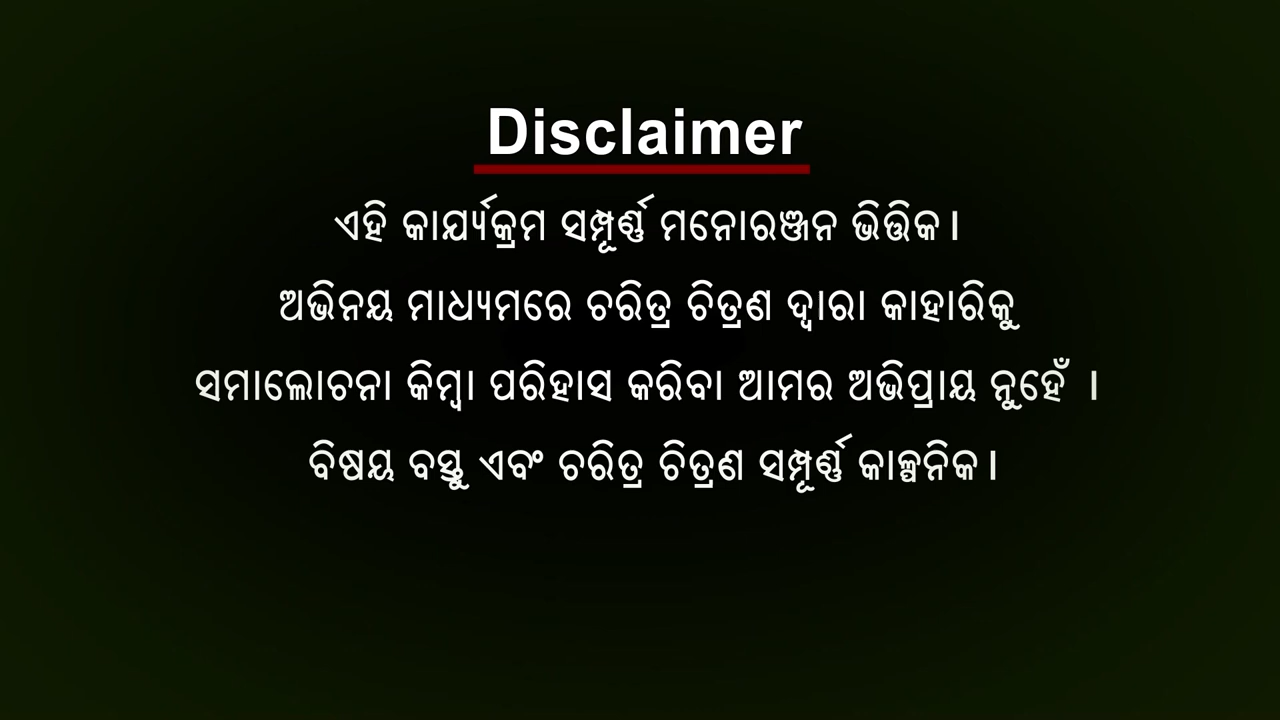 Disclaimer
ଏହି କାର୍ଯ୍ୟକ୍ରମ ସମ୍ପୂର୍ଣ୍ଣ ମନୋରଞ୍ଜନ ଭିତ୍ତିକ।
ଅଭିନୟ ମାଧ୍ୟମରେ ଚରିତ୍ର ଚିତ୍ରଣ ଦ୍ୱାରା କାହାରିକୁ
ସମାଲୋଚନା କିମ୍ବା ପରିହାସ କରିବା ଆମର ଅଭିପ୍ରାୟ ନୁହେଁ ।
ବିଷୟ ବସ୍ତୁ ଏବଂ ଚରିତ୍ର ଚିତ୍ରଣ ସମ୍ପୂର୍ଣ୍ଣ କାଳ୍ପନିକ।